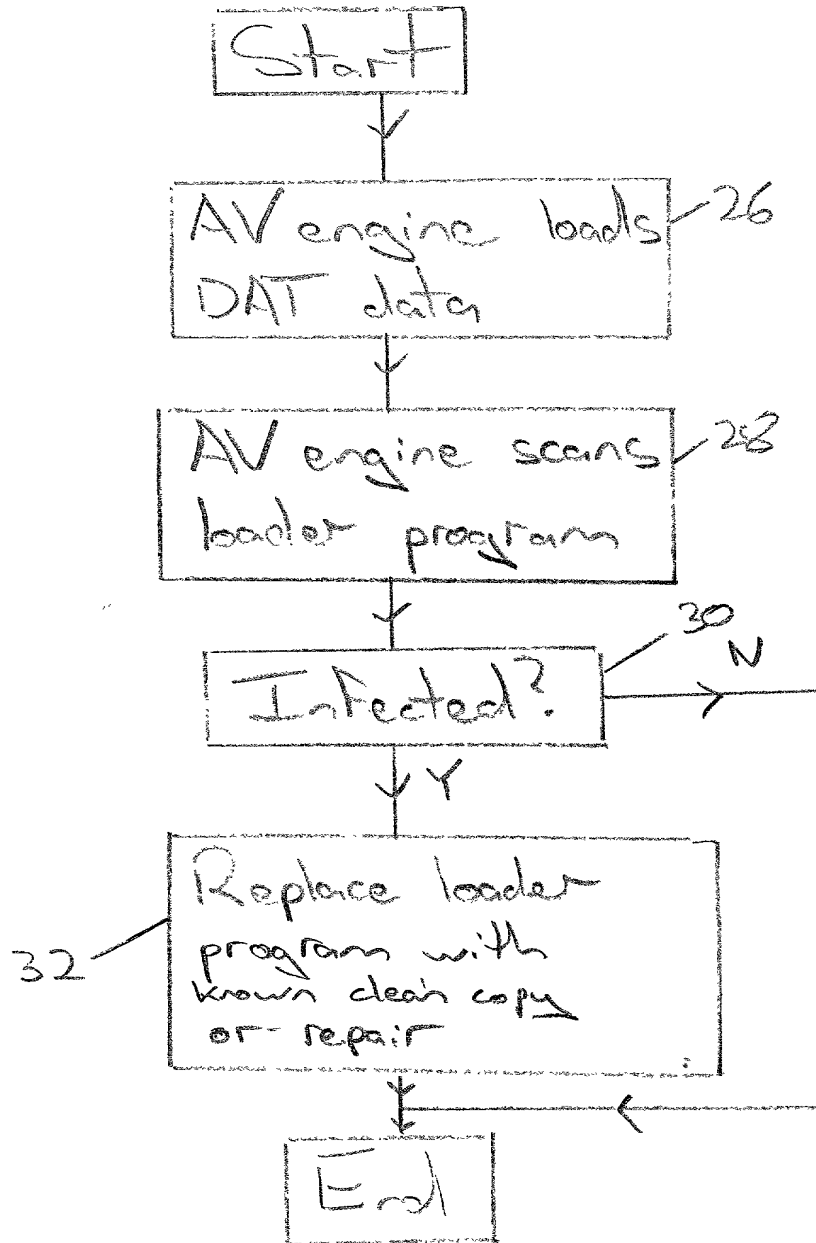 Start
AV engine loads
DAT data
26
AV engine scans
loader program
28
Infected?
30
N
Y
Replace loader
program with
known clean copy
or repair
32
End